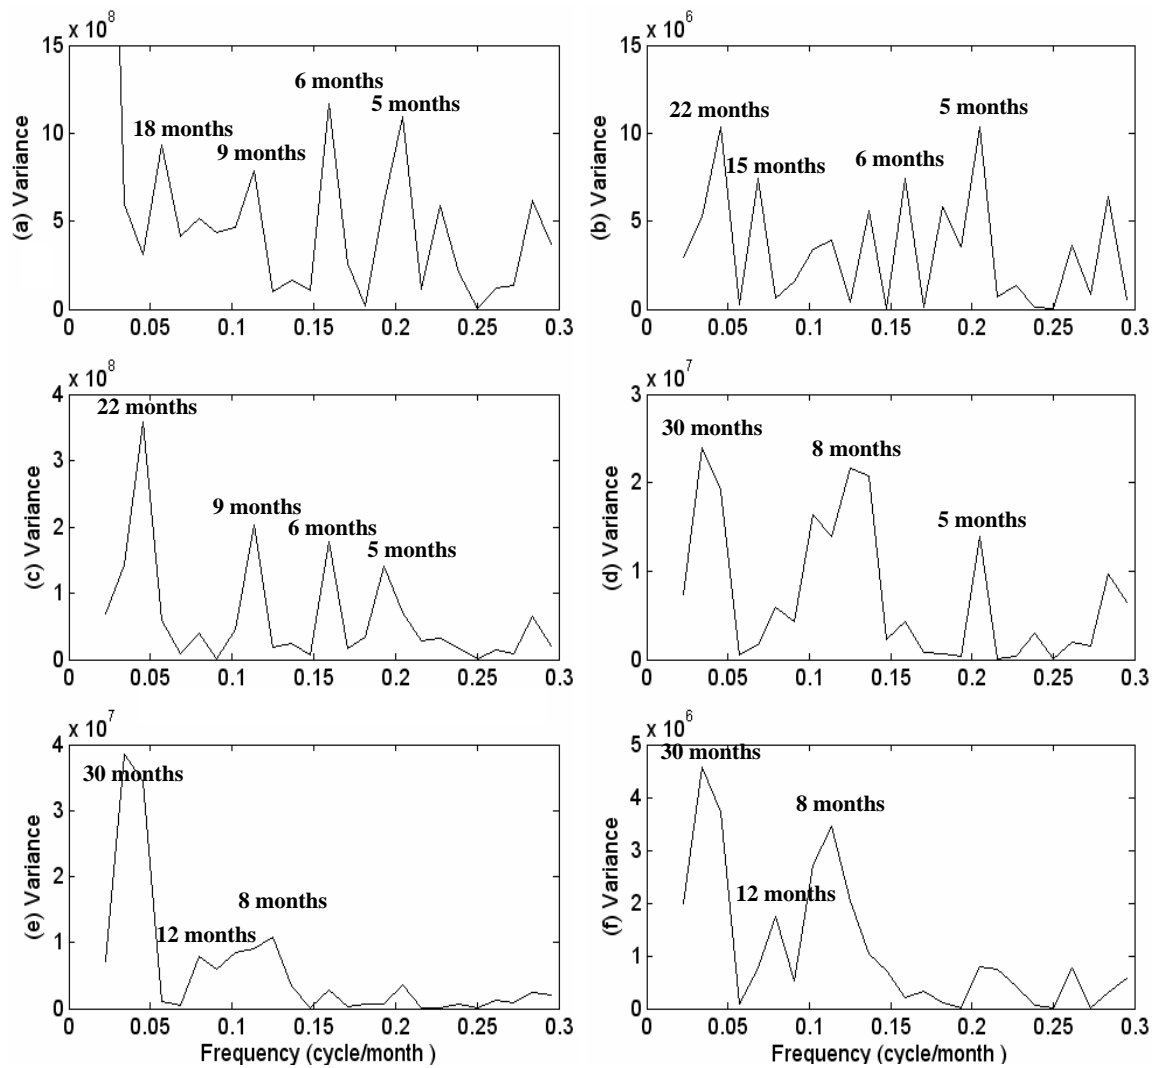 x 10^8
15
10
5
0
(a) Variance
18 months
9 months
6 months
5 months
0 0.05 0.1 0.15 0.2 0.25 0.3
x 10^6
15
10
5
0
(b) Variance
22 months
15 months
6 months
5 months
0 0.05 0.1 0.15 0.2 0.25 0.3
x 10^8
4
3
2
1
0
(c) Variance
22 months
9 months
6 months
5 months
0 0.05 0.1 0.15 0.2 0.25 0.3
x 10^7
3
2
1
0
(d) Variance
30 months
8 months
5 months
0 0.05 0.1 0.15 0.2 0.25 0.3
x 10^7
4
3
2
1
0
(e) Variance
30 months
12 months
8 months
0 0.05 0.1 0.15 0.2 0.25 0.3
Frequency (cycle/month )
x 10^6
5
4
3
2
1
0
(f) Variance
30 months
12 months
8 months
0 0.05 0.1 0.15 0.2 0.25 0.3
Frequency (cycle/month )